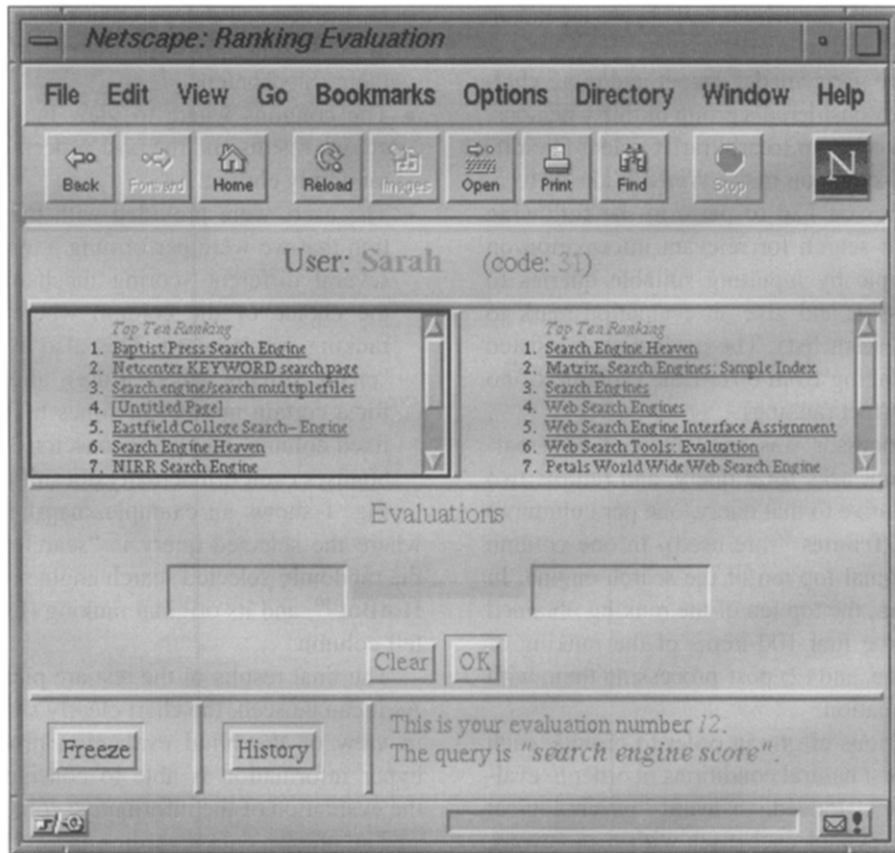 Netscape: Ranking Evaluation
File Edit View Go Bookmarks Options Directory Window Help
Back Forward Home Reload Images Open Print Find Stop N
User: Sarah (code: 31)
Top Ten Ranking
1. Baptist Press Search Engine
2. Netcenter KEYWORD search page
3. Search engine/search multiplefiles
4. [Untitled Page]
5. Eastfield College Search-Engine
6. Search Engine Heaven
7. NIRR Search Engine
Top Ten Ranking
1. Search Engine Heaven
2. Matrix, Search Engines: Sample Index
3. Search Engines
4. Web Search Engines
5. Web Search Engine Interface Assignment
6. Web Search Tools: Evaluation
7. Petals World Wide Web Search Engine
Evaluations
Clear OK
Freeze
History
This is your evaluation number 12.
The query is "search engine score".